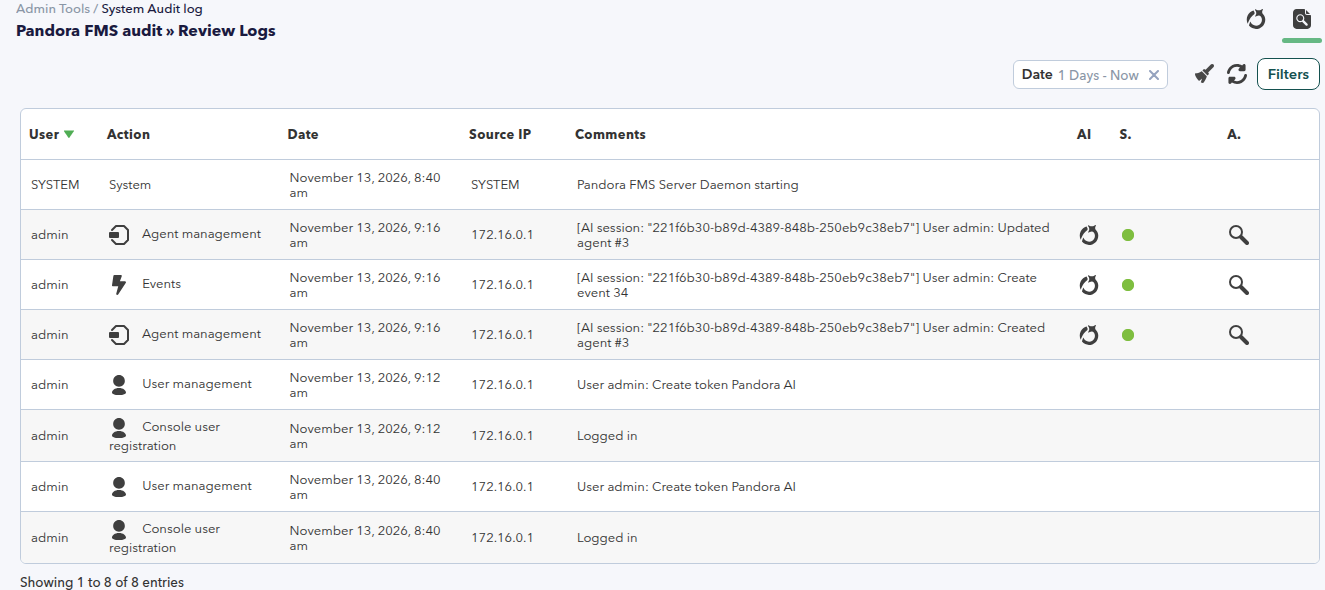 Admin Tools / System Audit log
Pandora FMS audit » Review Logs
Date 1 Days - Now
Filters
User Action Date Source IP Comments AI S. A.
SYSTEM System November 13, 2026, 8:40 am SYSTEM Pandora FMS Server Daemon starting
admin Agent management November 13, 2026, 9:16 am 172.16.0.1 [AI session: "221f6b30-b89d-4389-848b-250eb9c38eb7"] User admin: Updated agent #3
admin Events November 13, 2026, 9:16 am 172.16.0.1 [AI session: "221f6b30-b89d-4389-848b-250eb9c38eb7"] User admin: Create event 34
admin Agent management November 13, 2026, 9:16 am 172.16.0.1 [AI session: "221f6b30-b89d-4389-848b-250eb9c38eb7"] User admin: Created agent #3
admin User management November 13, 2026, 9:12 am 172.16.0.1 User admin: Create token Pandora AI
admin Console user registration November 13, 2026, 9:12 am 172.16.0.1 Logged in
admin User management November 13, 2026, 8:40 am 172.16.0.1 User admin: Create token Pandora AI
admin Console user registration November 13, 2026, 8:40 am 172.16.0.1 Logged in
Showing 1 to 8 of 8 entries